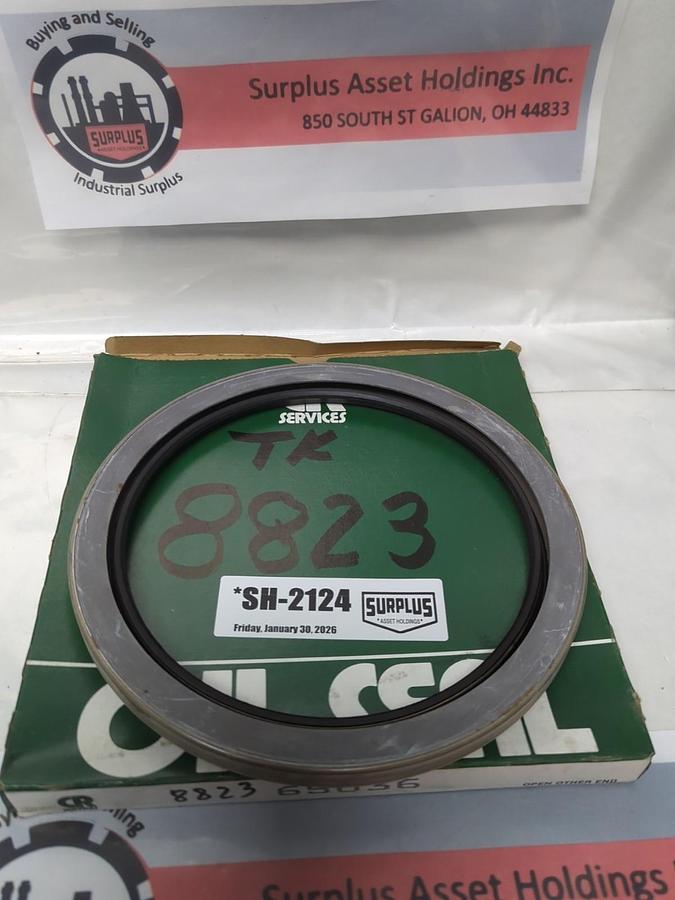 Buying and Selling
SURPLUS
ASSET HOLDINGS
Industrial Surplus
Surplus Asset Holdings Inc.
850 SOUTH ST GALION, OH 44833
SERVICES
TK
8823
*SH-2124
Friday, January 30, 2026
SURPLUS
*ASSET HOLDINGS*
OIL SEAL
CR
8823
65036
OPEN OTHER END
Surplus Asset Holdings